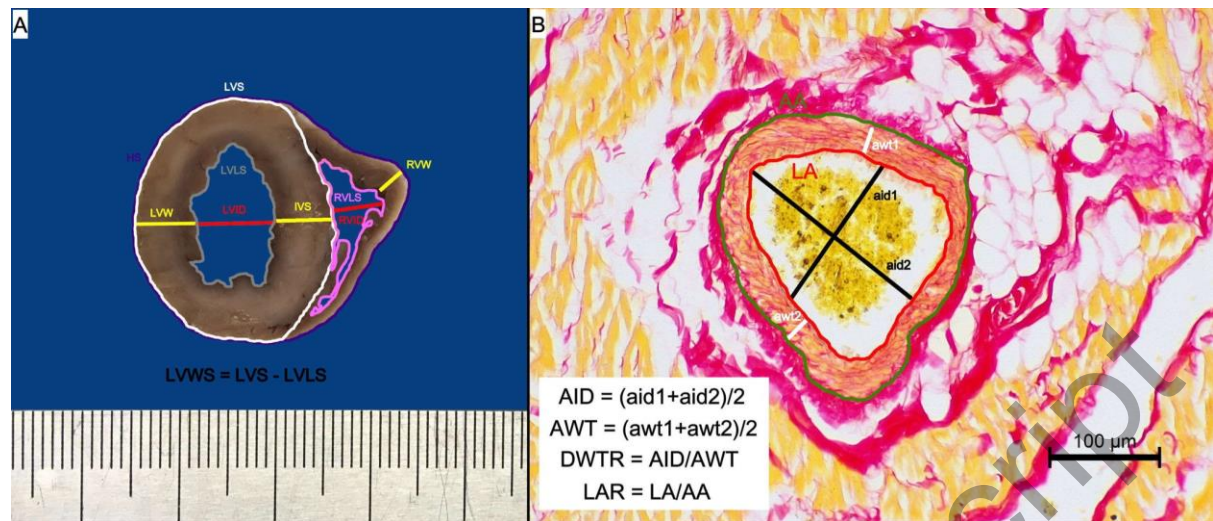 A
LVS
HS
LVLS
RVW
RVLS
LVW
LVID
IVS
RVID
LVWS = LVS - LVLS
B
AA
awt1
LA
aid1
aid2
awt2
AID = (aid1+aid2)/2
AWT = (awt1+awt2)/2
DWTR = AID/AWT
LAR = LA/AA
100 µm
cript